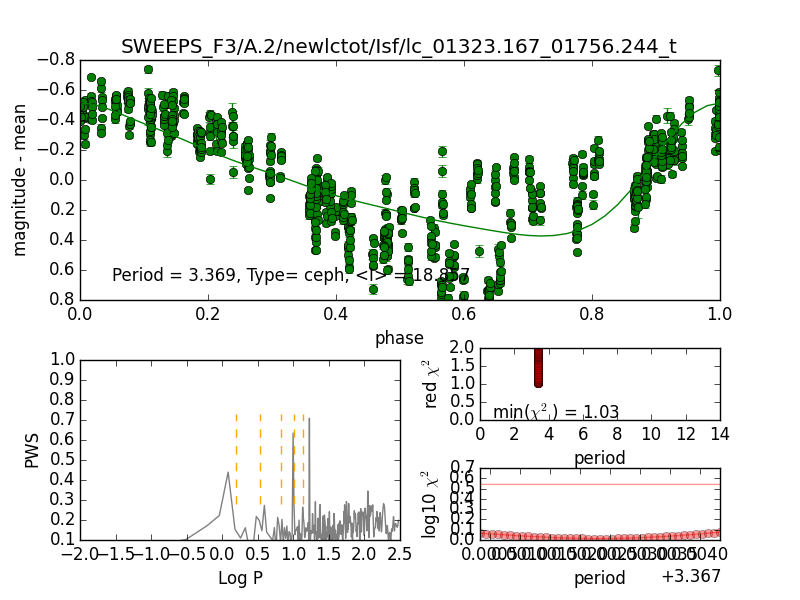 SWEEPS_F3/A.2/newlctot/Isf/lc_01323.167_01756.244_t
magnitude - mean
−0.8
−0.6
−0.4
−0.2
0.0
0.2
0.4
0.6
0.8
Period = 3.369, Type= ceph, <I> = 18.857
0.0 0.2 0.4 0.6 0.8 1.0
phase
PWS
1.0
0.9
0.8
0.7
0.6
0.5
0.4
0.3
0.2
0.1
−2.0 −1.5 −1.0 −0.5 0.0 0.5 1.0 1.5 2.0 2.5
Log P
red χ²
2.0
1.5
1.0
0.5
0.0
min(χ²) = 1.03
0 2 4 6 8 10 12 14
period
log10 χ²
0.7
0.6
0.5
0.4
0.3
0.2
0.1
0.0
period
+3.367